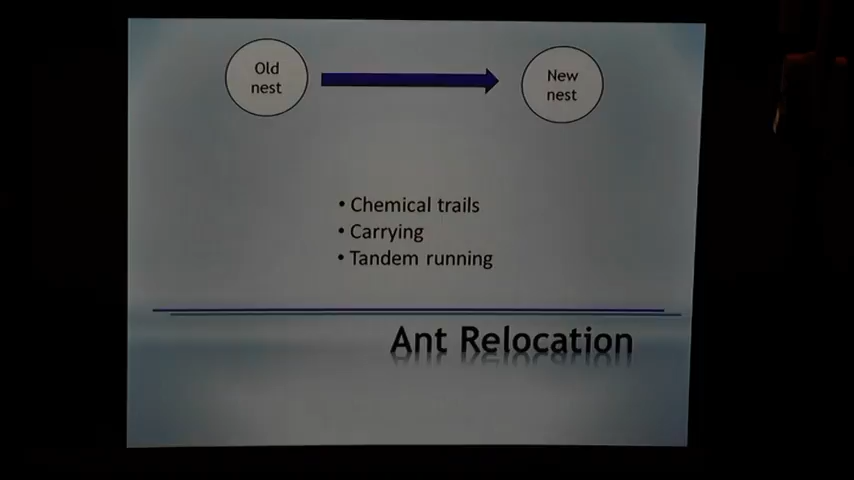 Old
nest
New
nest
• Chemical trails
• Carrying
• Tandem running
Ant Relocation